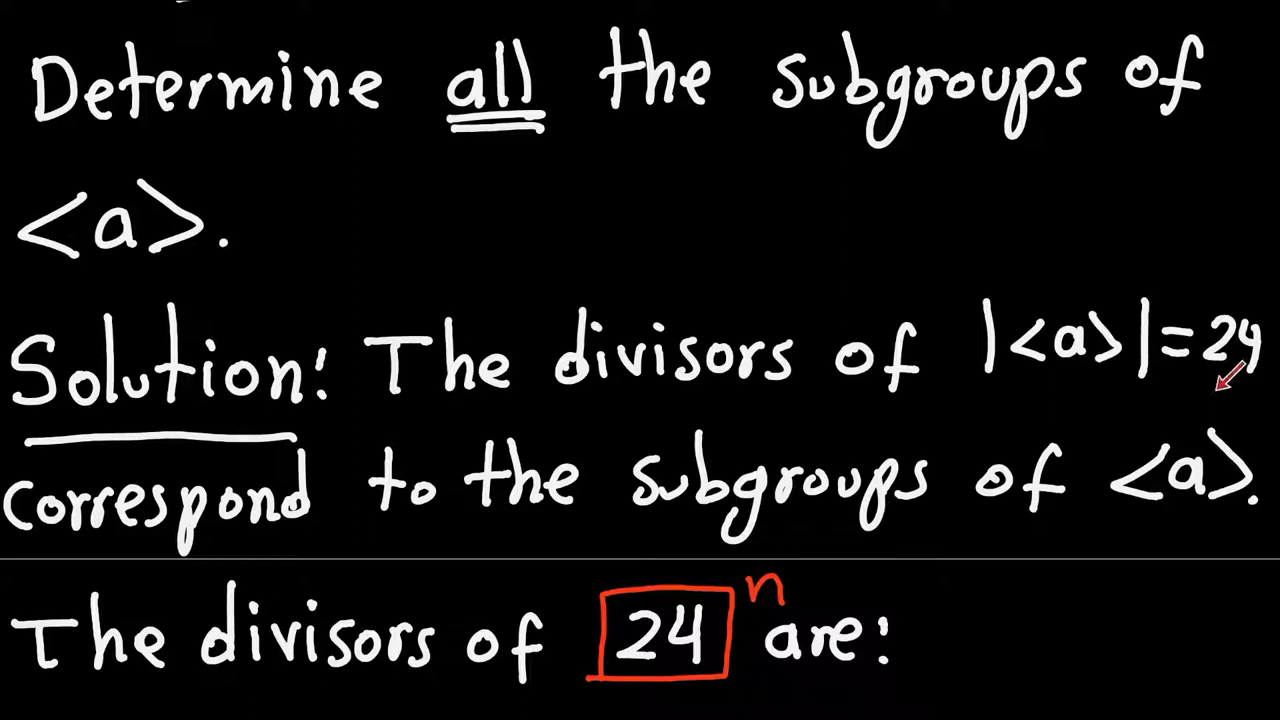 Determine all the subgroups of
<a>.
Solution: The divisors of |<a>|=24
correspond to the subgroups of <a>.
The divisors of 24 n are: